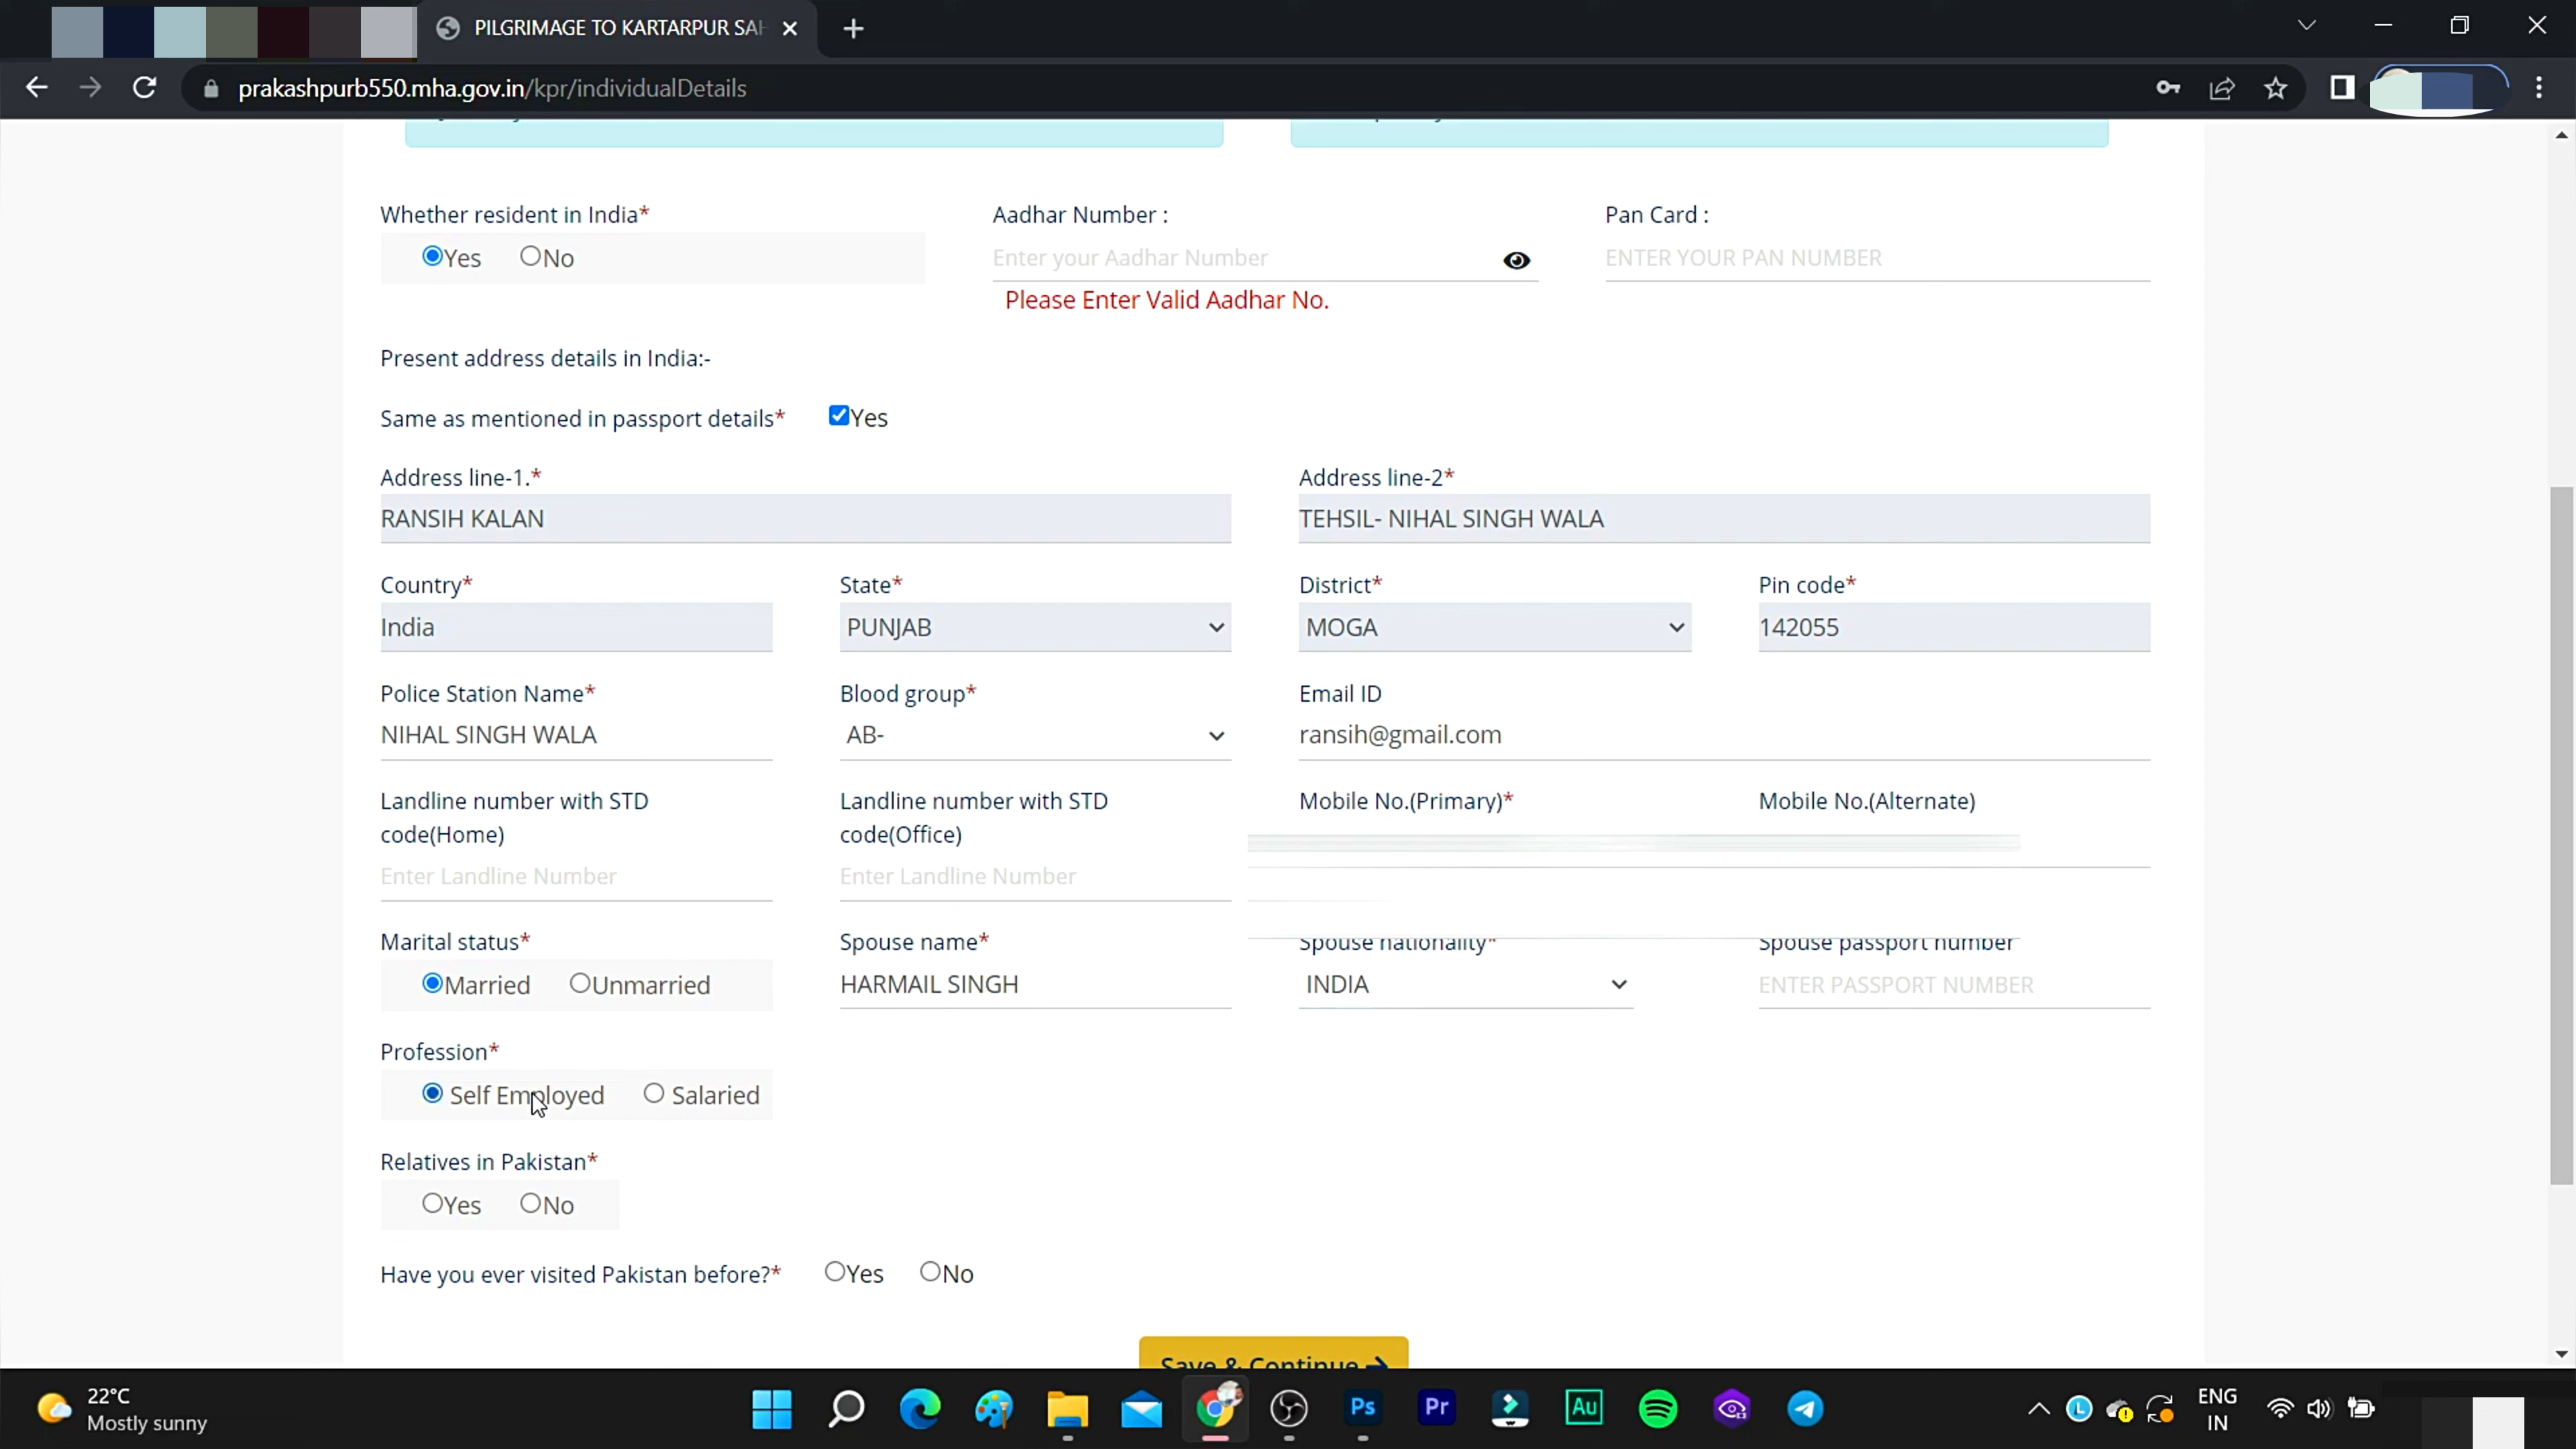 PILGRIMAGE TO KARTARPUR SAH
prakashpurb550.mha.gov.in/kpr/individualDetails
Whether resident in India*
Yes No
Aadhar Number :
Enter your Aadhar Number
Please Enter Valid Aadhar No.
Pan Card :
ENTER YOUR PAN NUMBER
Present address details in India:-
Same as mentioned in passport details* Yes
Address line-1.*
RANSIH KALAN
Address line-2*
TEHSIL- NIHAL SINGH WALA
Country*
India
State*
PUNJAB
District*
MOGA
Pin code*
142055
Police Station Name*
NIHAL SINGH WALA
Blood group*
AB-
Email ID
ransih@gmail.com
Landline number with STD
code(Home)
Enter Landline Number
Landline number with STD
code(Office)
Enter Landline Number
Mobile No.(Primary)*
Mobile No.(Alternate)
Marital status*
Married Unmarried
Spouse name*
HARMAIL SINGH
Spouse nationality*
INDIA
Spouse passport number
ENTER PASSPORT NUMBER
Profession*
Self Employed Salaried
Relatives in Pakistan*
Yes No
Have you ever visited Pakistan before?* Yes No
Save & Continue
22°C
Mostly sunny
Ps
Pr
Au
L
ENG
IN